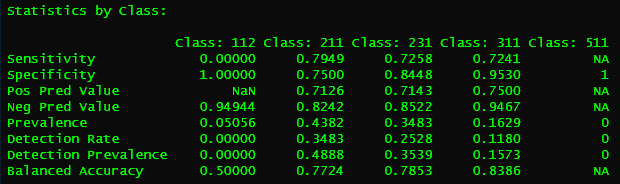 Statistics by Class:
Class: 112 Class: 211 Class: 231 Class: 311 Class: 511
Sensitivity 0.00000 0.7949 0.7258 0.7241 NA
Specificity 1.00000 0.7500 0.8448 0.9530 1
Pos Pred Value NaN 0.7126 0.7143 0.7500 NA
Neg Pred Value 0.94944 0.8242 0.8522 0.9467 NA
Prevalence 0.05056 0.4382 0.3483 0.1629 0
Detection Rate 0.00000 0.3483 0.2528 0.1180 0
Detection Prevalence 0.00000 0.4888 0.3539 0.1573 0
Balanced Accuracy 0.50000 0.7724 0.7853 0.8386 NA